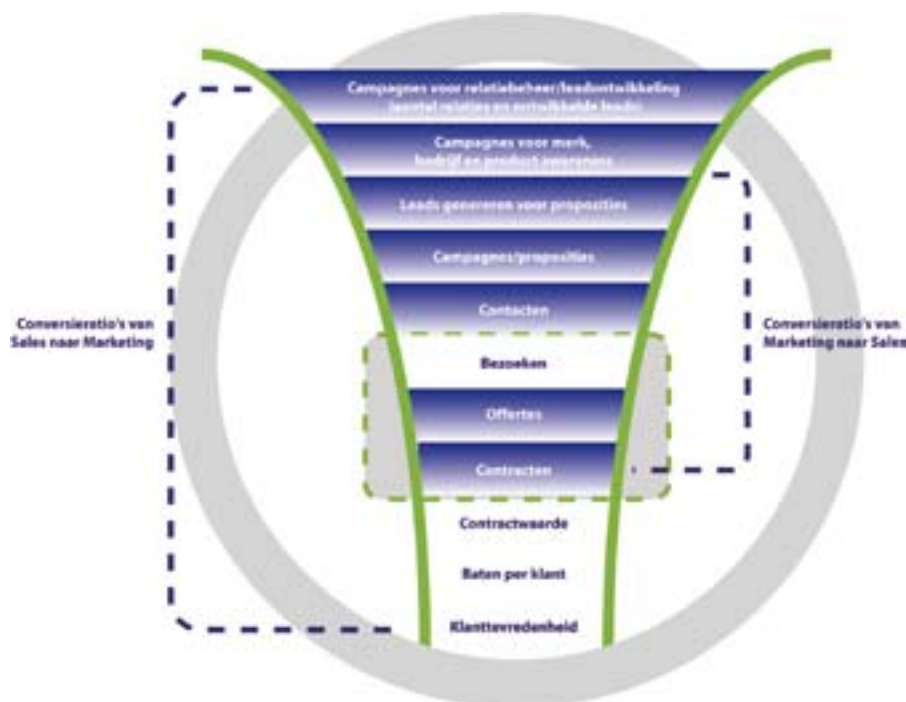 Campagnes voor relatiebeheer/leadontwikkeling
(aantal relaties en ontwikkelde leads)
Campagnes voor merk,
bedrijf en product awareness
Leads genereren voor proposities
Campagnes/proposities
Contacten
Conversieratio's van
Sales naar Marketing
Conversieratio's van
Marketing naar Sales
Bezoeken
Offertes
Contracten
Contractwaarde
Baten per klant
Klanttevredenheid